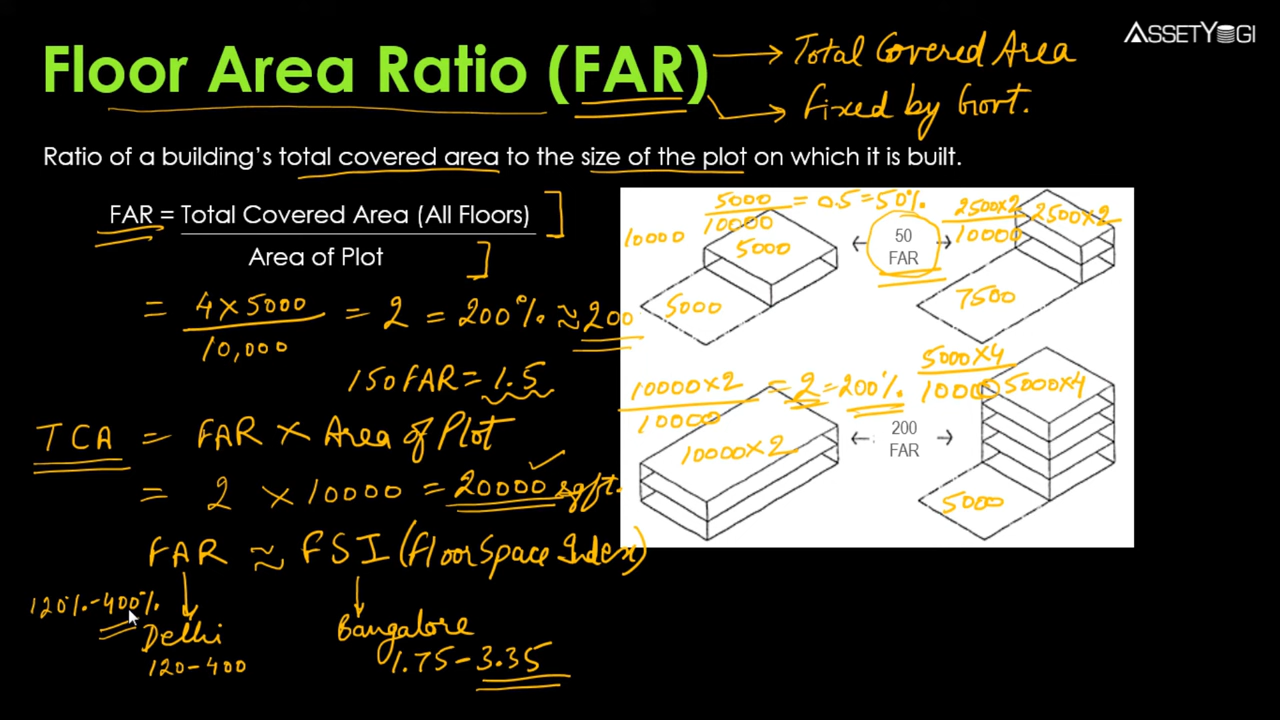 ASSETYOGI
Floor Area Ratio (FAR)
→ Total Covered Area
→ Fixed by Govt.
Ratio of a building's total covered area to the size of the plot on which it is built.
FAR = Total Covered Area (All Floors)
Area of Plot
= 4 × 5000
10,000
= 2 = 200% ≈ 200
150 FAR = 1.5
TCA = FAR × Area of Plot
= 2 × 10000 = 20000 sqft.
FAR ≈ FSI (Floor Space Index)
120% - 400%
Delhi
120 - 400
Bangalore
1.75 - 3.35
5000
10000
= 0.5 = 50%
10000
5000
5000
50
FAR
2500×2
10000
2500×2
7500
10000×2
10000
= 2 = 200%
10000×2
200
FAR
5000×4
10000
5000×4
5000